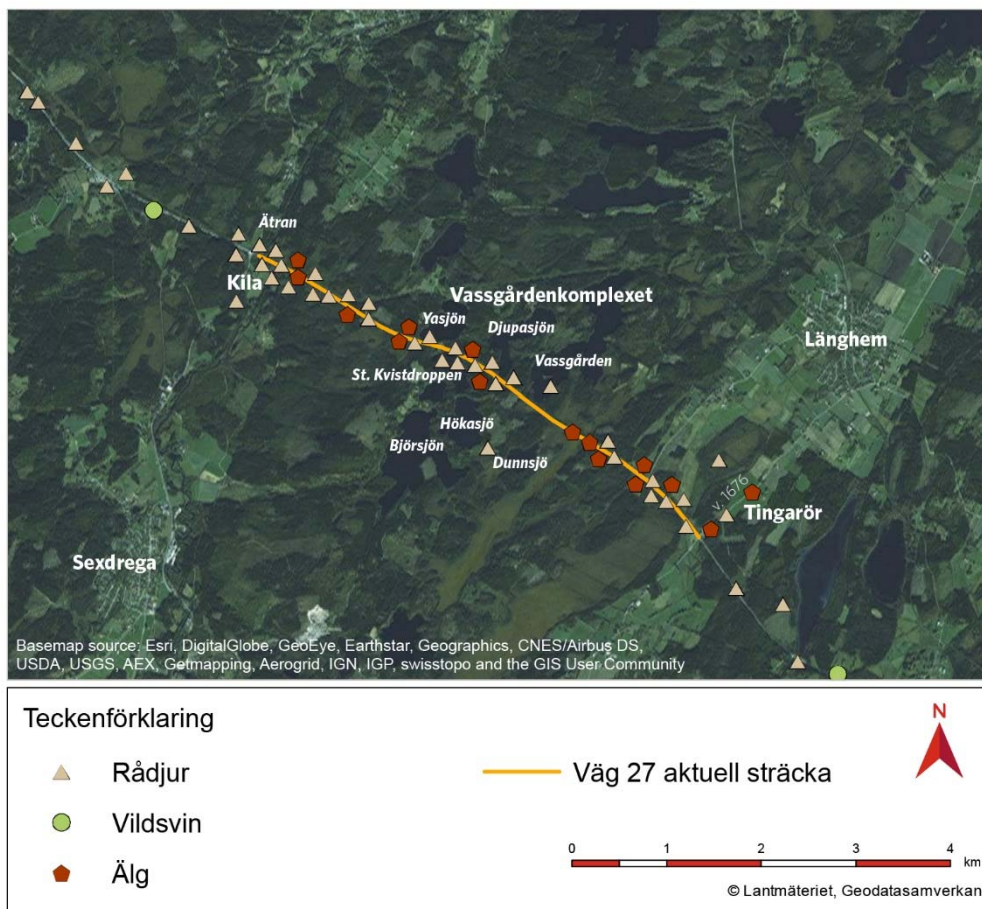 Ätran
Kila
Vassgårdenkomplexet
Yasjön
Djupasjön
Länghem
St. Kvistdroppen
Vassgården
Hökasjö
Björsjön
Dunnsjö
v. 1676
Tingarör
Sexdrega
Basemap source: Esri, DigitalGlobe, GeoEye, Earthstar, Geographics, CNES/Airbus DS,
USDA, USGS, AEX, Getmapping, Aerogrid, IGN, IGP, swisstopo and the GIS User Community
Teckenförklaring
Rådjur
Vildsvin
Älg
Väg 27 aktuell sträcka
N
0 1 2 3 4
km
© Lantmäteriet, Geodatasamverkan